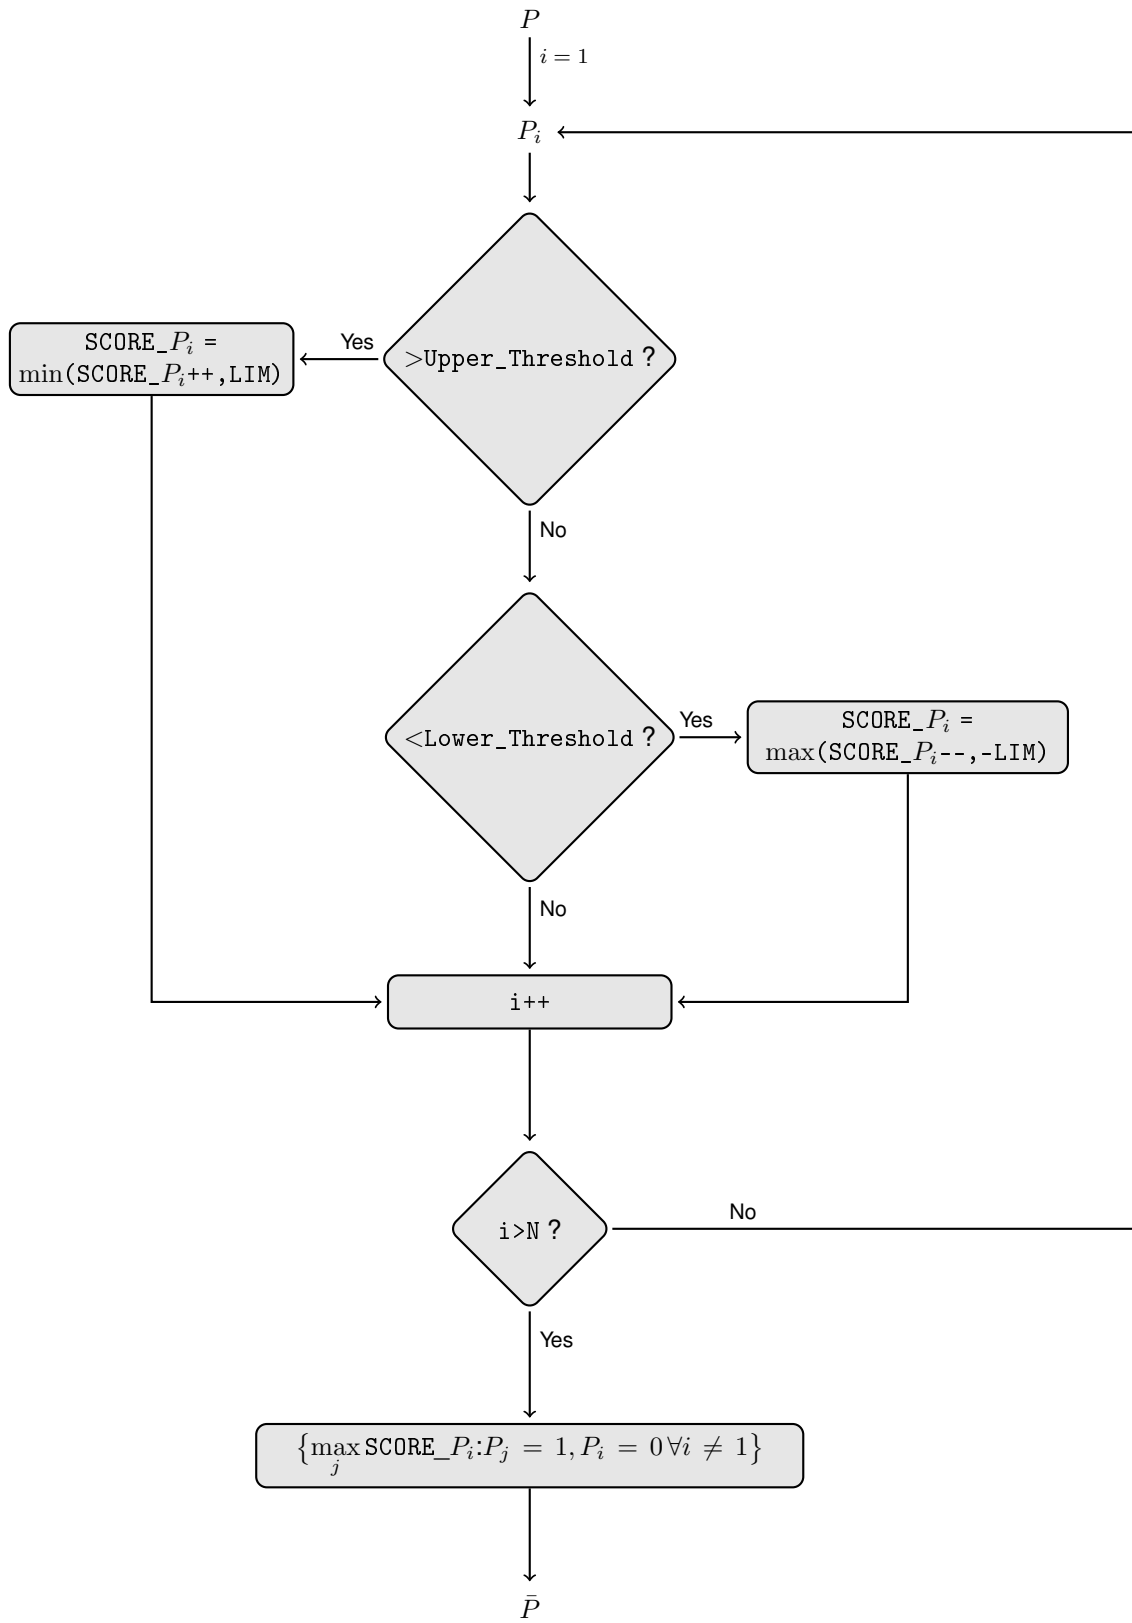 P
i = 1
P_i
>Upper_Threshold ?
Yes
SCORE_P_i =
min(SCORE_P_i++,LIM)
No
<Lower_Threshold ?
Yes
SCORE_P_i =
max(SCORE_P_i--,-LIM)
No
i++
i>N ?
No
Yes
{max_j SCORE_P_i:P_j = 1, P_i = 0 ∀i ≠ 1}
P̄